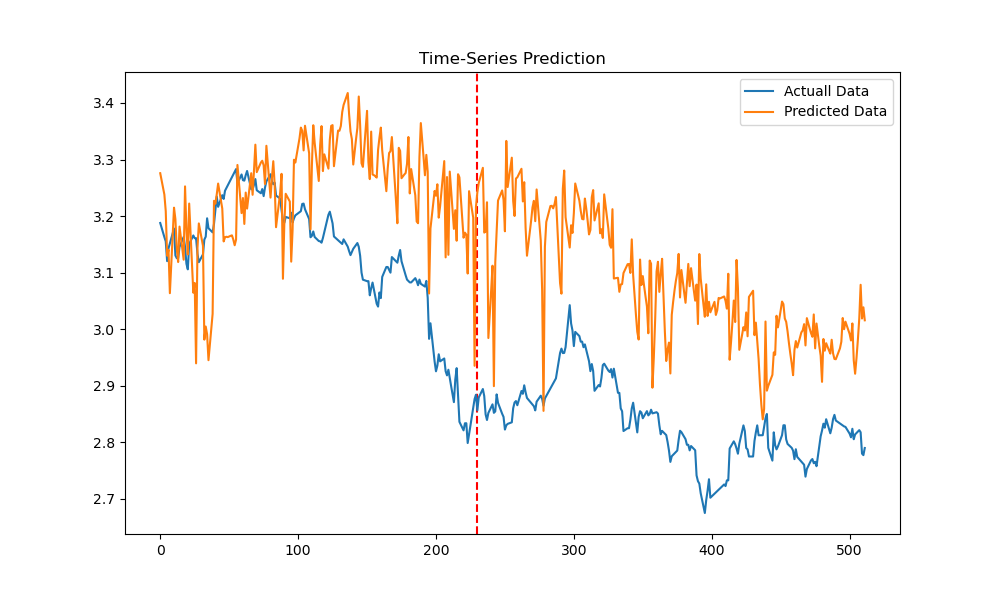 Time-Series Prediction
Actuall Data
Predicted Data
3.4
3.3
3.2
3.1
3.0
2.9
2.8
2.7
0 100 200 300 400 500